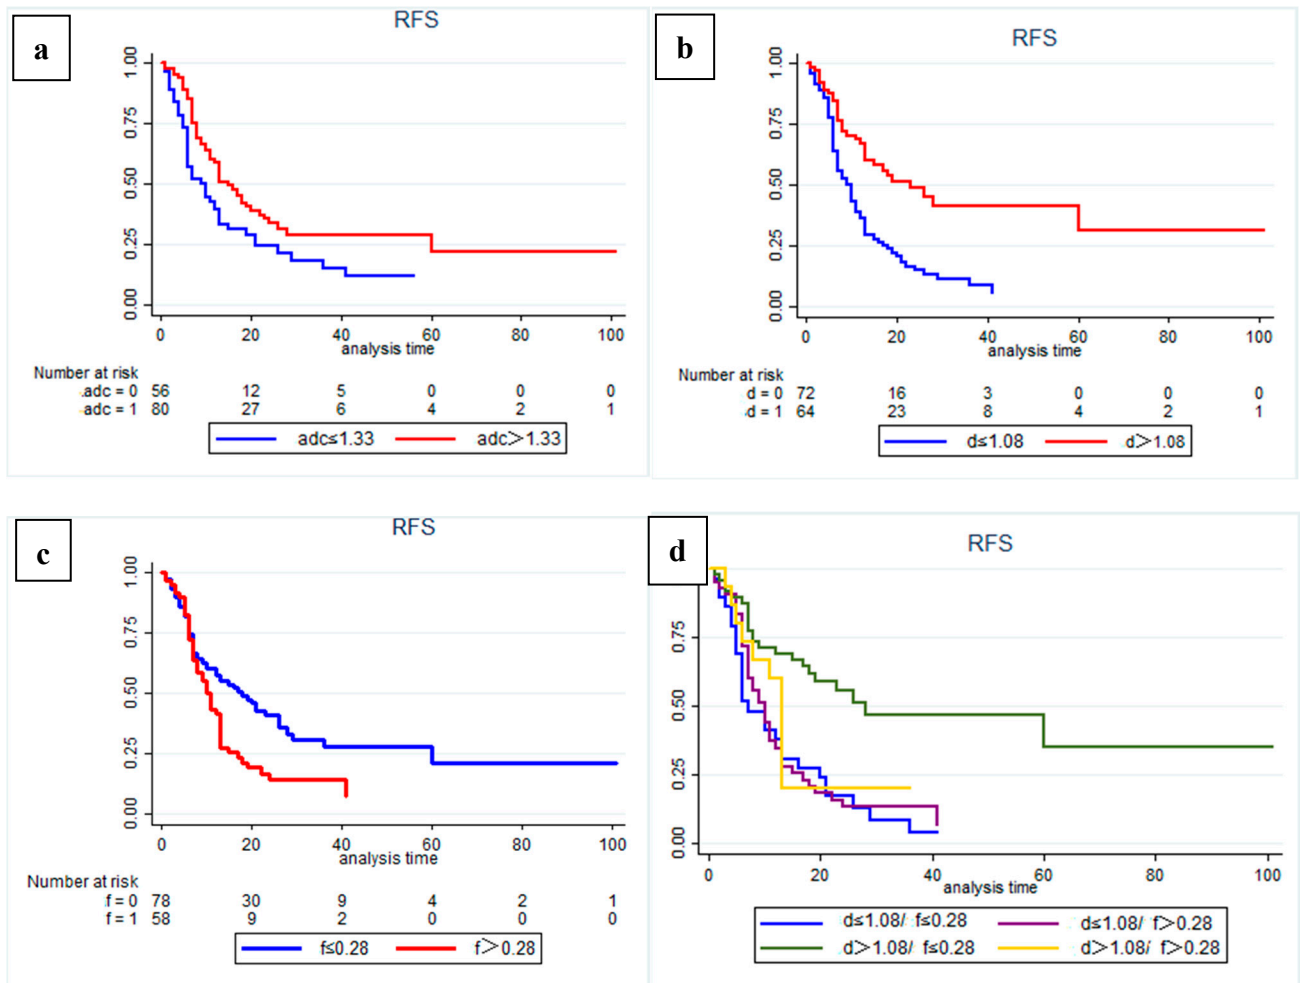 a
RFS
1.00
0.75
0.50
0.25
0.00
0 20 40 60 80 100
analysis time
Number at risk
adc = 0 56 12 5 0 0 0
adc = 1 80 27 6 4 2 1
adc≤1.33 adc＞1.33
b
RFS
1.00
0.75
0.50
0.25
0.00
0 20 40 60 80 100
analysis time
Number at risk
d = 0 72 16 3 0 0 0
d = 1 64 23 8 4 2 1
d≤1.08 d＞1.08
c
RFS
1.00
0.75
0.50
0.25
0.00
0 20 40 60 80 100
analysis time
Number at risk
f = 0 78 30 9 4 2 1
f = 1 58 9 2 0 0 0
f≤0.28 f＞0.28
d
RFS
0.75
0.50
0.25
0.00
0 20 40 60 80 100
analysis time
d≤1.08/ f≤0.28 d≤1.08/ f＞0.28
d＞1.08/ f≤0.28 d＞1.08/ f＞0.28